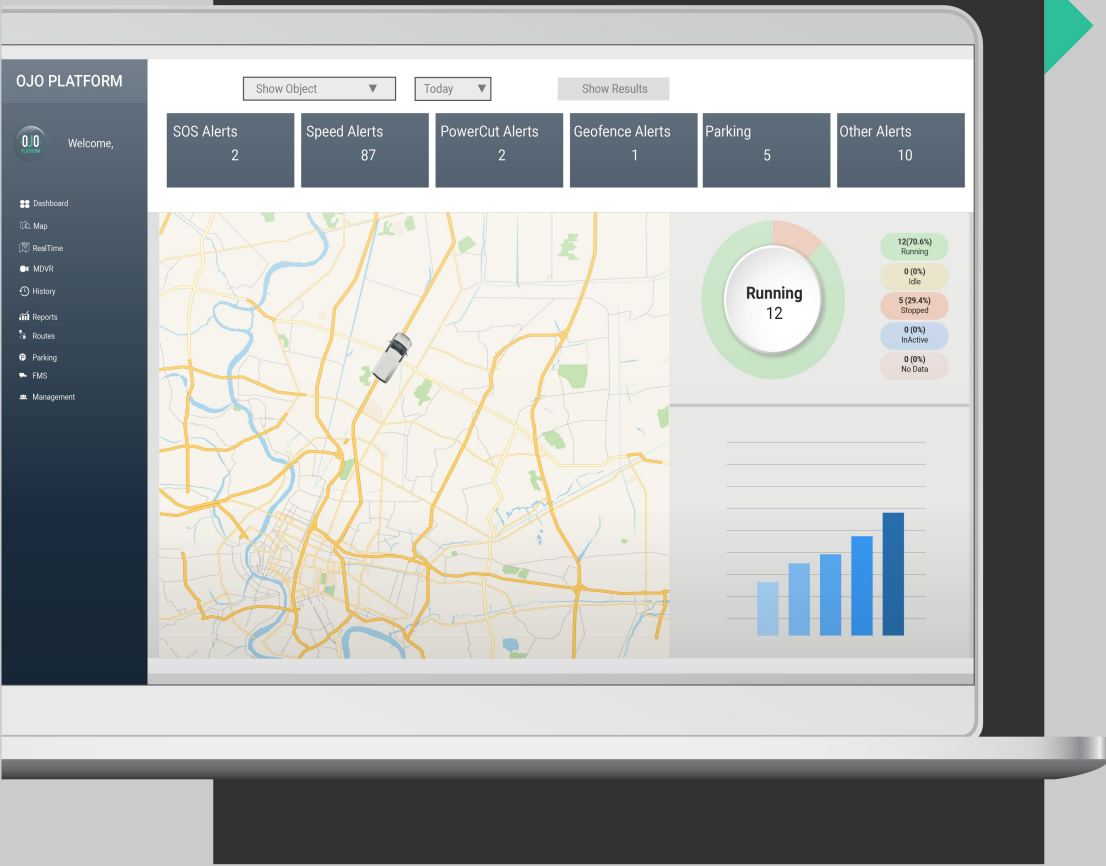 OJO PLATFORM
OJO
PLATFORM
Welcome,
Dashboard
Map
RealTime
MDVR
History
Reports
Routes
P
Parking
FMS
Management
Show Object
Today
Show Results
SOS Alerts
2
Speed Alerts
87
PowerCut Alerts
2
Geofence Alerts
1
Parking
5
Other Alerts
10
Running
12
12(70.6%)
Running
0 (0%)
Idle
5 (29.4%)
Stopped
0 (0%)
InActive
0 (0%)
No Data